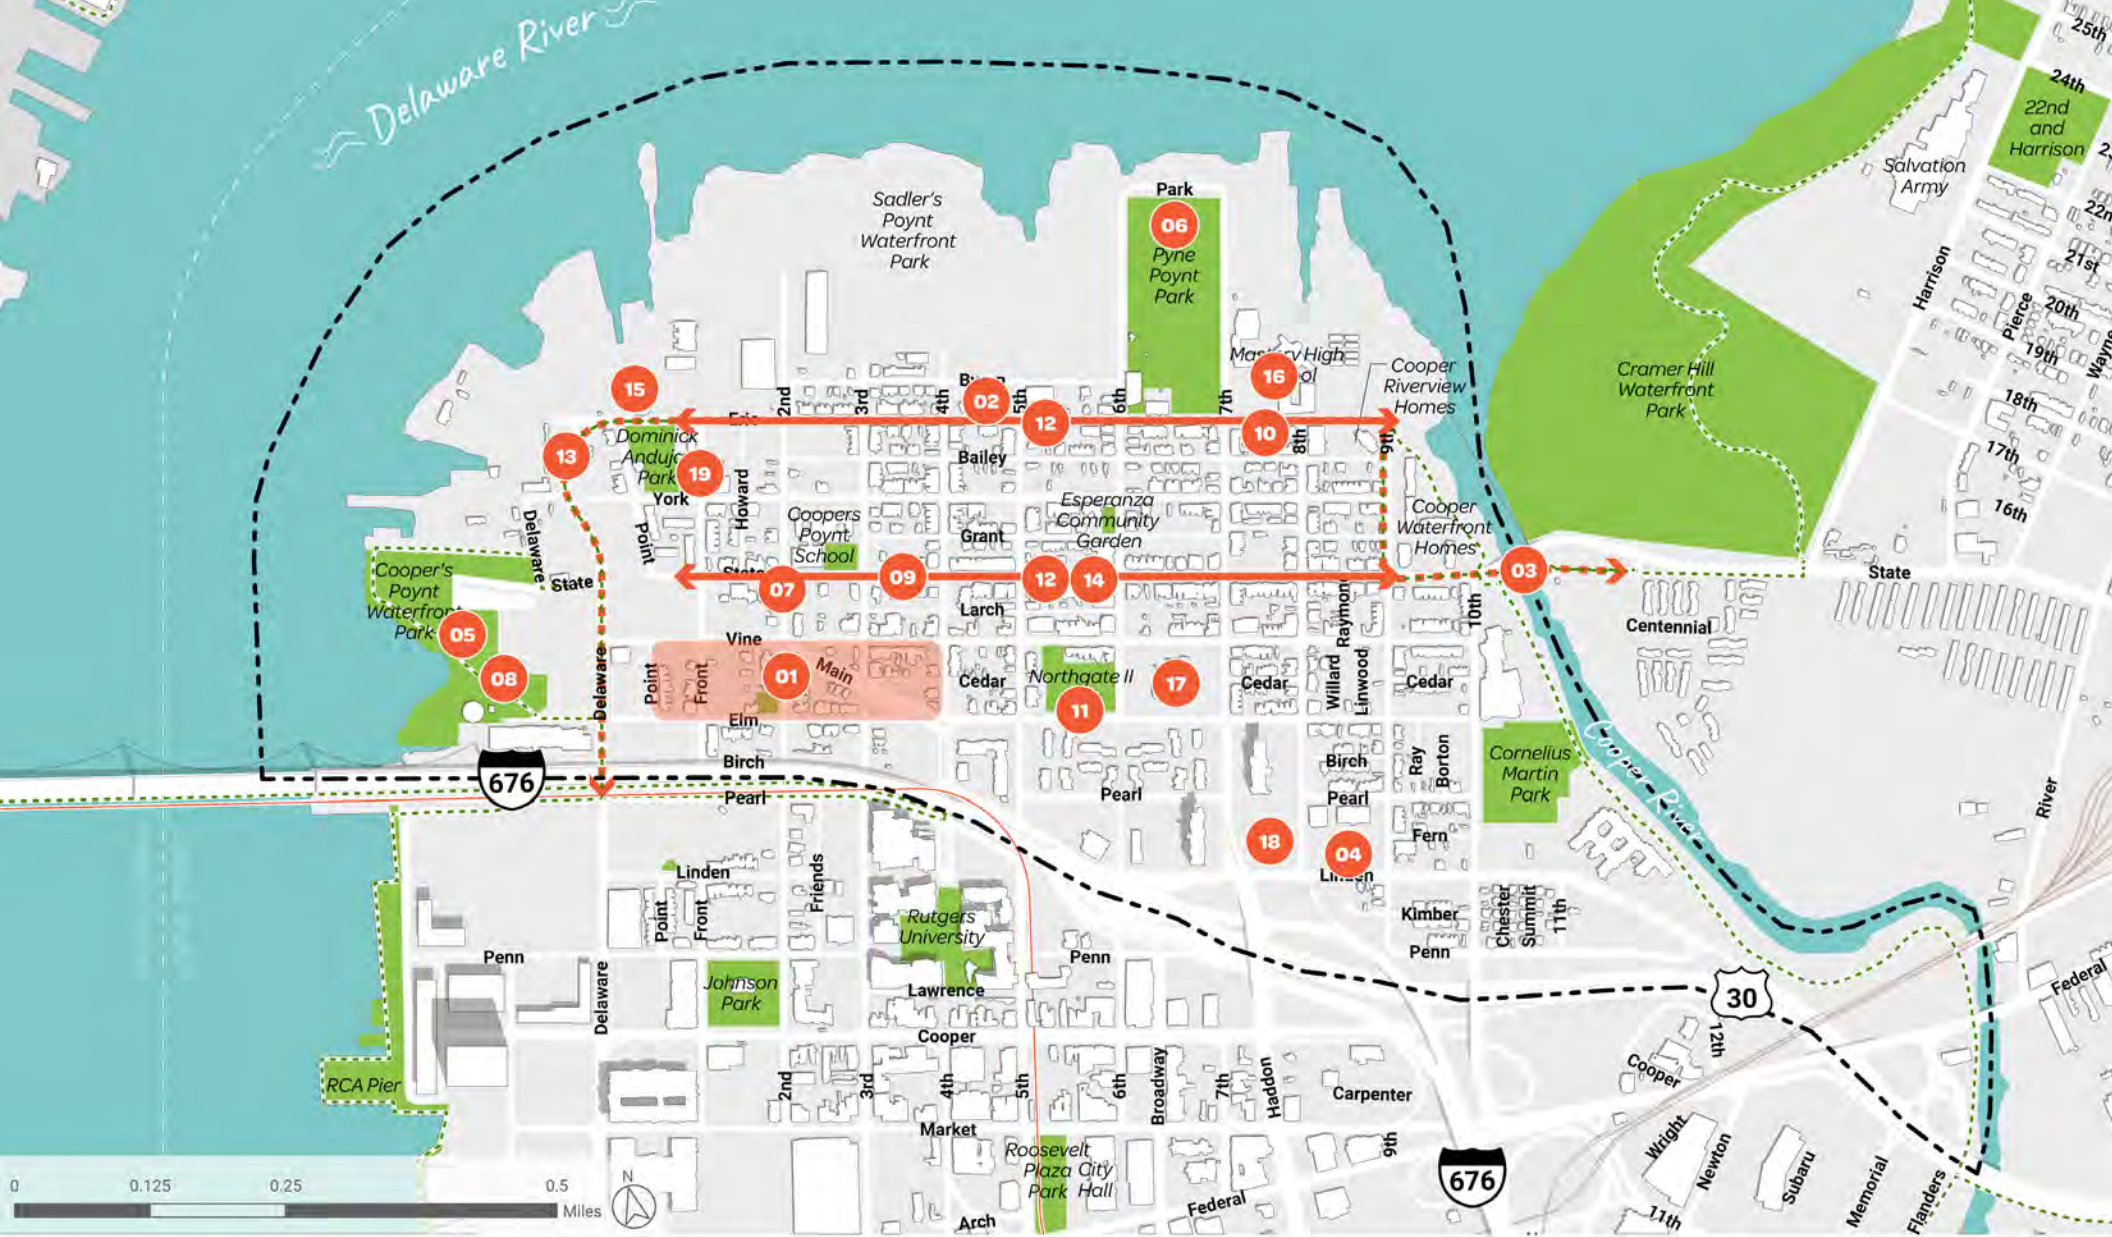 Delaware River
25th
24th
22nd
and
Harrison
Salvation
Army
Park
06
Pyne
Poynt
Park
Sadler's
Poynt
Waterfront
Park
21st
Harrison
Pierce
20th
19th
18th
17th
16th
Cramer Hill
Waterfront
Park
16
Cooper
Riverview
Homes
15
2nd
3rd
4th
02
5th
12
6th
7th
10
8th
9th
13
Dominick
Park
19
York
Howard
Bailey
Esperanza
Community
Garden
Coopers
Poynt
School
Grant
Cooper
Waterfront
Homes
Delaware
Point
State
Cooper's
Poynt
Park
05
08
07
09
12
14
03
State
Larch
10th
Centennial
Vine
Point
Front
01
Main
Cedar
Northgate II
11
17
Cedar
Willard
Linwood
Cedar
Delaware
Elm
Birch
Pearl
676
Pearl
Birch
Pearl
Ray
Borton
Fern
Cornelius
Martin
Park
Cooper River
River
18
04
Linden
Point
Front
Friends
Rutgers
University
Kimber
Penn
Chester
Summit
11th
Penn
Penn
Delaware
Johnson
Park
Lawrence
Cooper
30
Federal
RCA Pier
2nd
3rd
4th
5th
6th
Broadway
7th
Haddon
Carpenter
Cooper
12th
Market
9th
Roosevelt
Plaza
Park
City
Hall
Federal
Arch
676
Wright
Newton
Subaru
Memorial
Flanders
11th
0
0.125
0.25
0.5
Miles
N